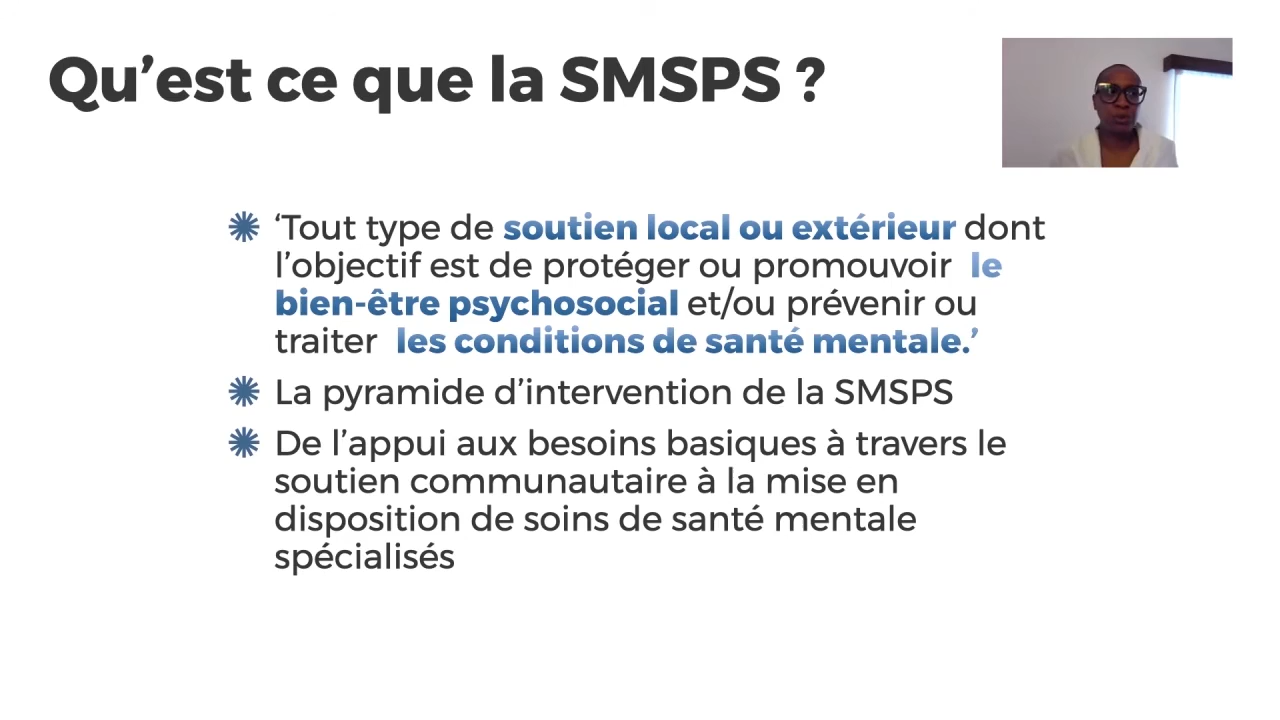 Qu’est ce que la SMSPS ?
‘Tout type de soutien local ou extérieur dont
l’objectif est de protéger ou promouvoir le
bien-être psychosocial et/ou prévenir ou
traiter les conditions de santé mentale.’
La pyramide d’intervention de la SMSPS
De l’appui aux besoins basiques à travers le
soutien communautaire à la mise en
disposition de soins de santé mentale
spécialisés